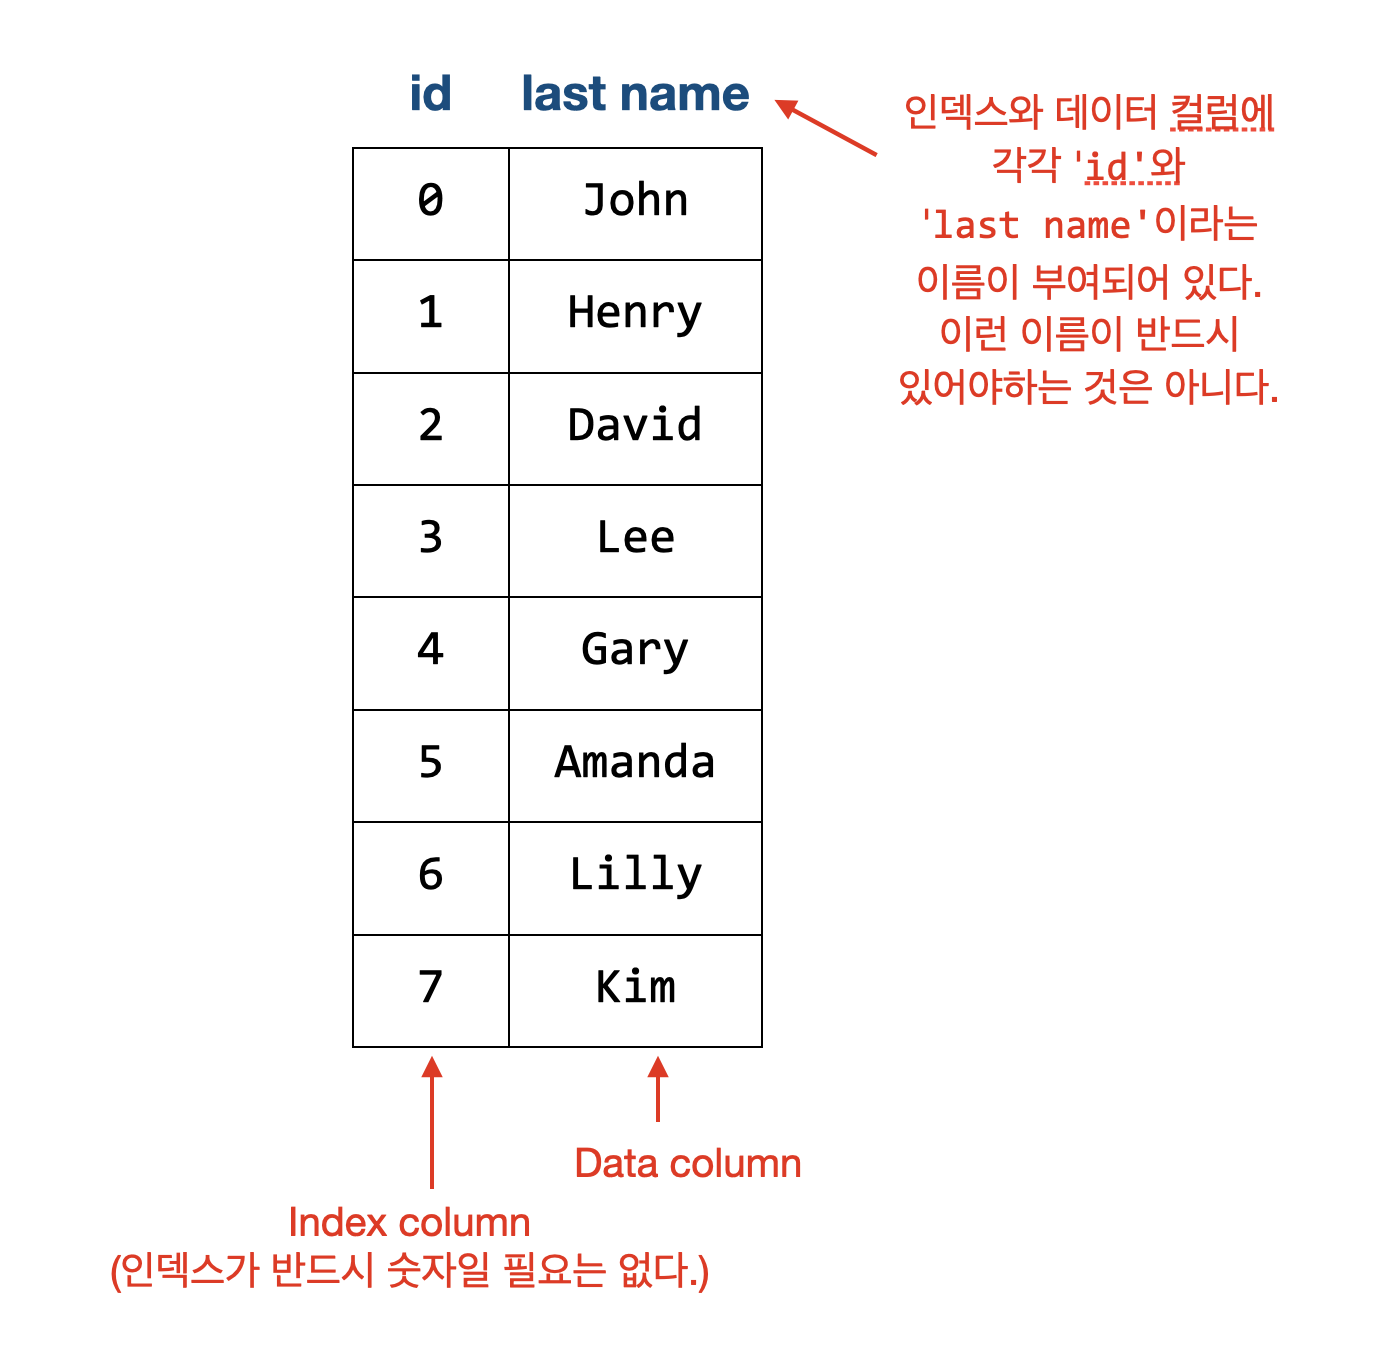 id last name
인덱스와 데이터 컬럼에
각각 'id'와
'last name'이라는
이름이 부여되어 있다.
이런 이름이 반드시
있어야하는 것은 아니다.
0 John
1 Henry
2 David
3 Lee
4 Gary
5 Amanda
6 Lilly
7 Kim
Data column
Index column
(인덱스가 반드시 숫자일 필요는 없다.)